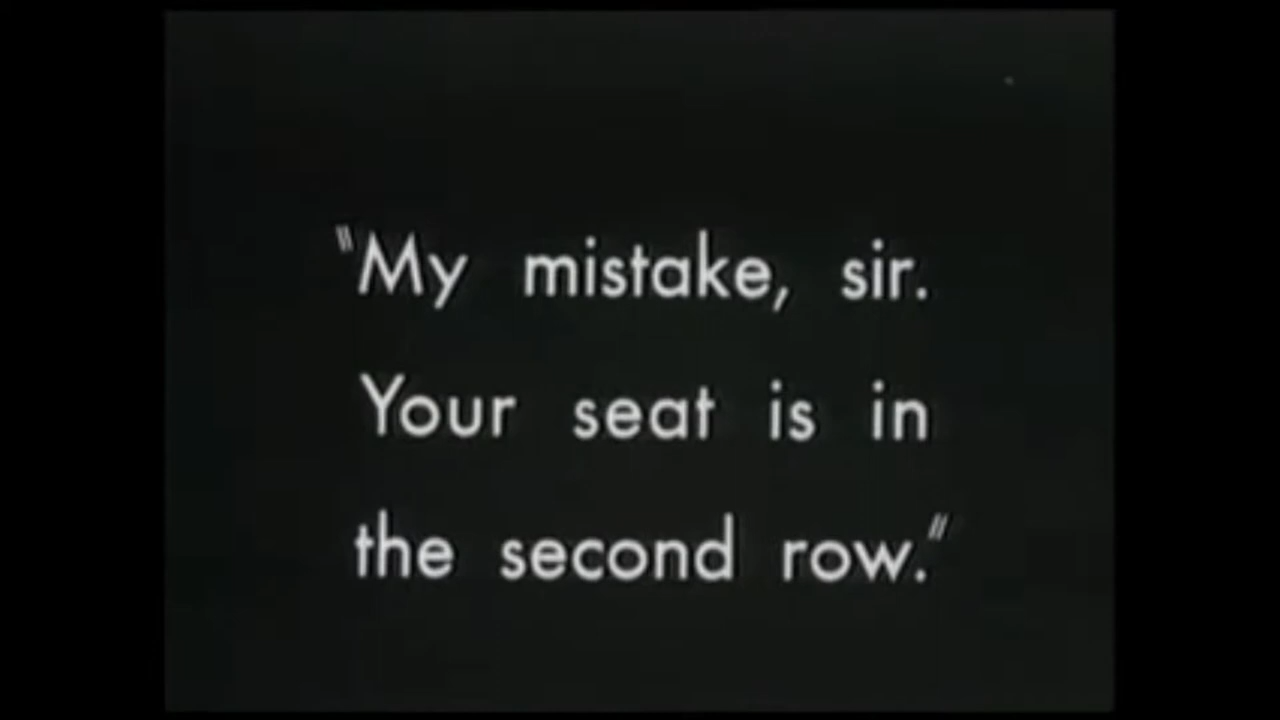 "My mistake, sir.
Your seat is in
the second row."